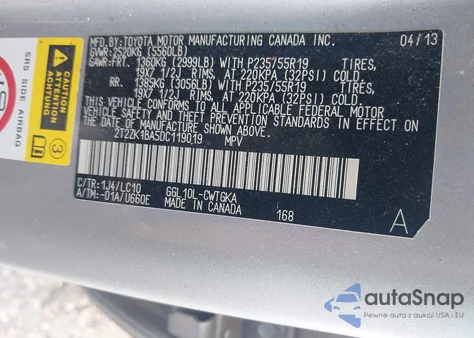 MFD. BY: TOYOTA MOTOR MANUFACTURING CANADA INC. 04/13
GVWR: 2520KG (5560LB)
GAWR: FRT. 1360KG (2999LB) WITH P235/55R19 TIRES,
19X7 1/2J RIMS, AT 220KPA (32PSI) COLD.
RR. 1385KG (3056LB) WITH P235/55R19 TIRES,
19X7 1/2J RIMS, AT 220KPA (32PSI) COLD.
THIS VEHICLE CONFORMS TO ALL APPLICABLE FEDERAL MOTOR
VEHICLE SAFETY AND THEFT PREVENTION STANDARDS IN EFFECT
ON THE DATE OF MANUFACTURE SHOWN ABOVE.
2T2ZK1BA5DC119019 MPV
C/TR: 1J4/LC10 GGL10L-CWTGKA
A/TM: -01A/U660E MADE IN CANADA 168 A
SRS SIDE AIRBAG
ATTENTION
ACHTUNG
3
autoSnap
Pewne auta z USA i EU